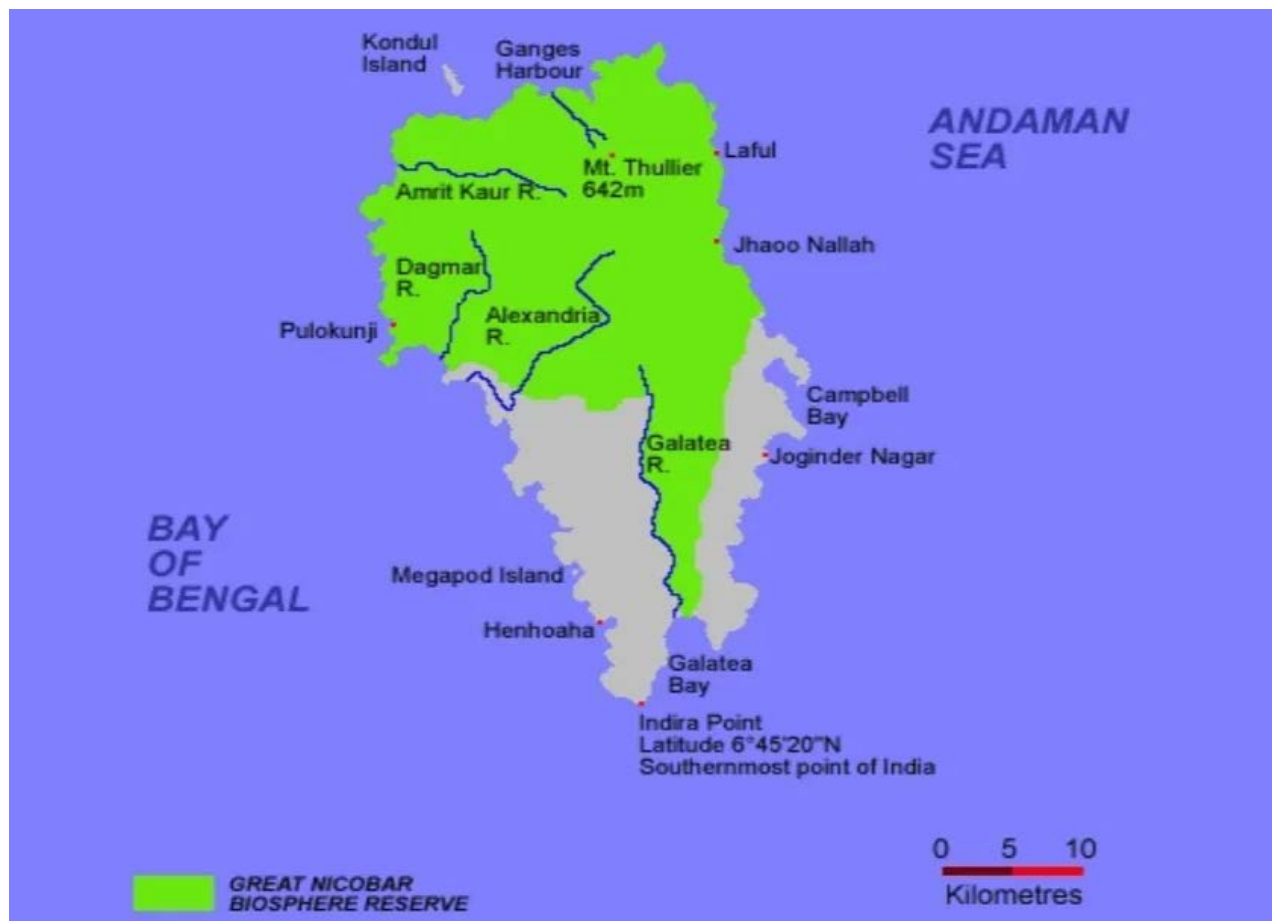 Kondul
Island
Ganges
Harbour
ANDAMAN
SEA
Laful
Mt. Thullier
642m
Amrit Kaur R.
Jhaoo Nallah
Dagmar
R.
Alexandria
R.
Pulokunji
Campbell
Bay
Galatea
R.
Joginder Nagar
BAY
OF
BENGAL
Megapod Island
Henhoaha
Galatea
Bay
Indira Point
Latitude 6°45'20"N
Southernmost point of India
0 5 10
Kilometres
GREAT NICOBAR
BIOSPHERE RESERVE